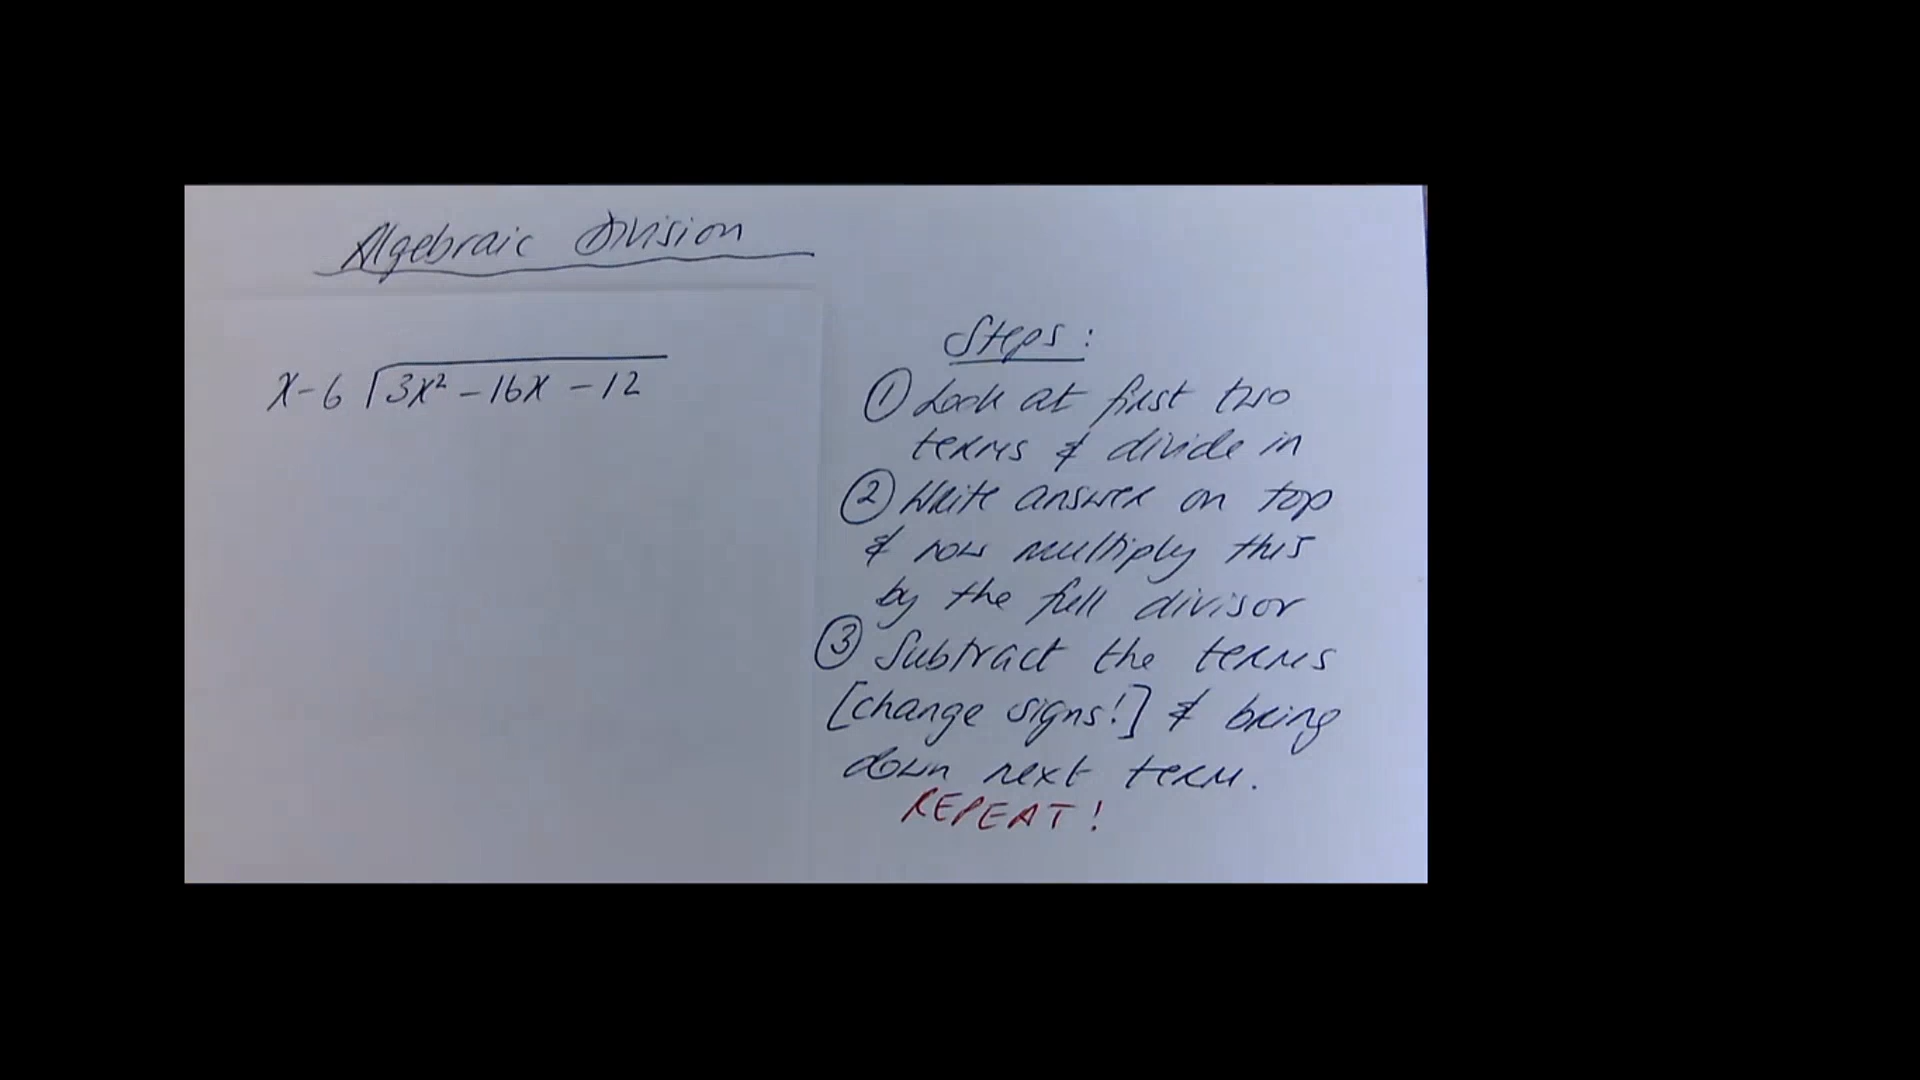 Algebraic Division
x-6 √3x² -16x -12
Steps:
① Look at first two
terms & divide in
② Write answer on top
& now multiply this
by the full divisor
③ Subtract the terms
[change signs!] & bring
down next term.
REPEAT!